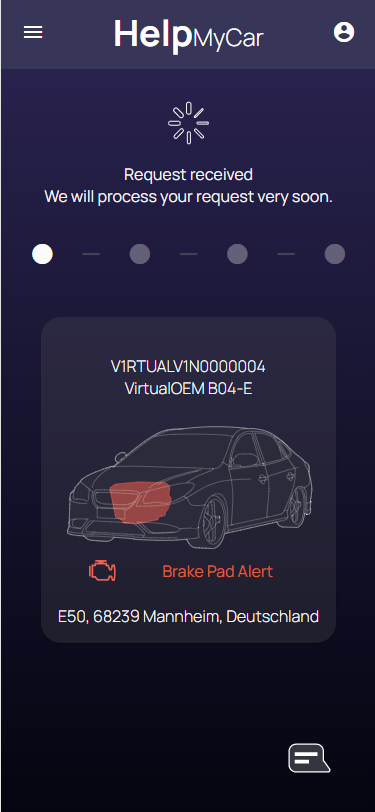 HelpMyCar
Request received
We will process your request very soon.
V1RTUALV1N0000004
VirtualOEM B04-E
Brake Pad Alert
E50, 68239 Mannheim, Deutschland